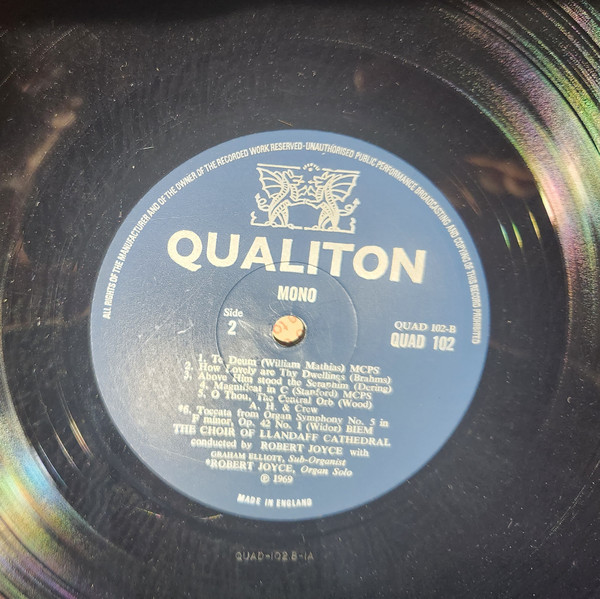 ALL RIGHTS OF THE MANUFACTURER AND OF THE OWNER OF THE RECORDED WORK RESERVED·UNAUTHORISED PUBLIC PERFORMANCE BROADCASTING AND COPYING OF THIS RECORD PROHIBITED
QUALITON
MONO
Side
2
QUAD 102-B
QUAD 102
1. Te Deum (William Mathias) MCPS
2. How Lovely are Thy Dwellings (Brahms)
3. Above Him stood the Seraphim (Dering)
4. Magnificat in C (Stanford) MCPS
5. O Thou, The Central Orb (Wood)
A. H. & Crew
*6. Toccata from Organ Symphony No. 5 in
F minor, Op. 42 No. 1 (Widor) BIEM
THE CHOIR OF LLANDAFF CATHEDRAL
conducted by ROBERT JOYCE with
GRAHAM ELLIOTT, Sub-Organist
*ROBERT JOYCE, Organ Solo
℗ 1969
MADE IN ENGLAND
QUAD-102 B-1A